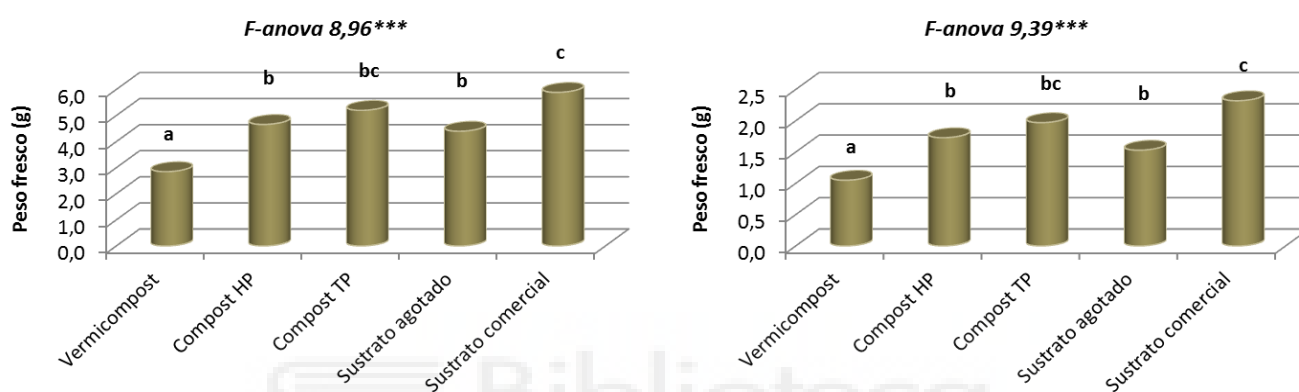 F-anova 8,96***
a
b
bc
b
c
Peso fresco (g)
6,0
5,0
4,0
3,0
2,0
1,0
0,0
Vermicompost
Compost HP
Compost TP
Sustrato agotado
Sustrato comercial
F-anova 9,39***
a
b
bc
b
c
Peso fresco (g)
2,5
2,0
1,5
1,0
0,5
0,0
Vermicompost
Compost HP
Compost TP
Sustrato agotado
Sustrato comercial
Biblioteca